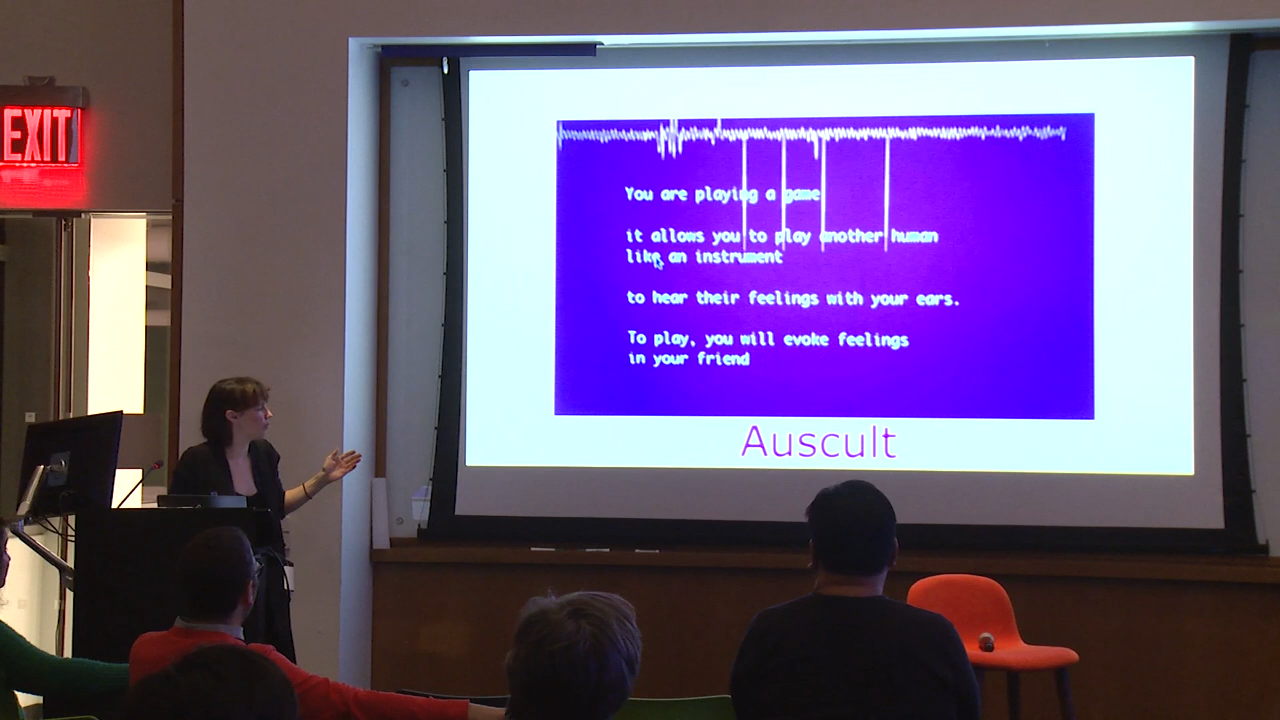 EXIT
You are playing a game
it allows you to play another human
like an instrument
to hear their feelings with your ears.
To play, you will evoke feelings
in your friend
Auscult